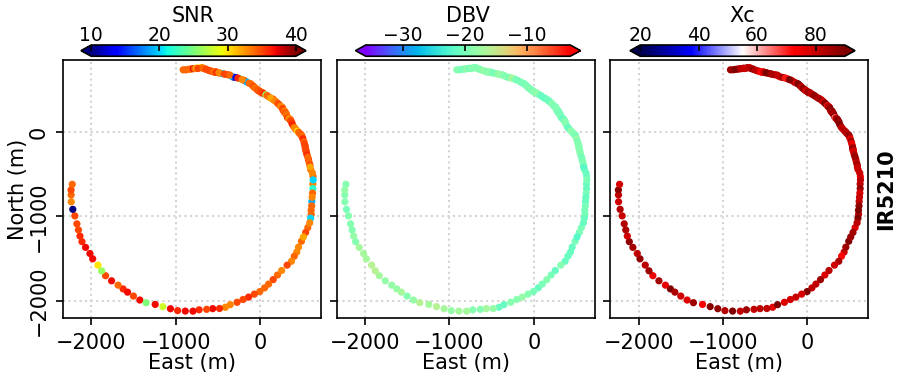 SNR DBV Xc
10 20 30 40 −30 −20 −10 20 40 60 80
North (m)
0
−1000
−2000
IR5210
−2000 −1000 0 −2000 −1000 0 −2000 −1000 0
East (m) East (m) East (m)